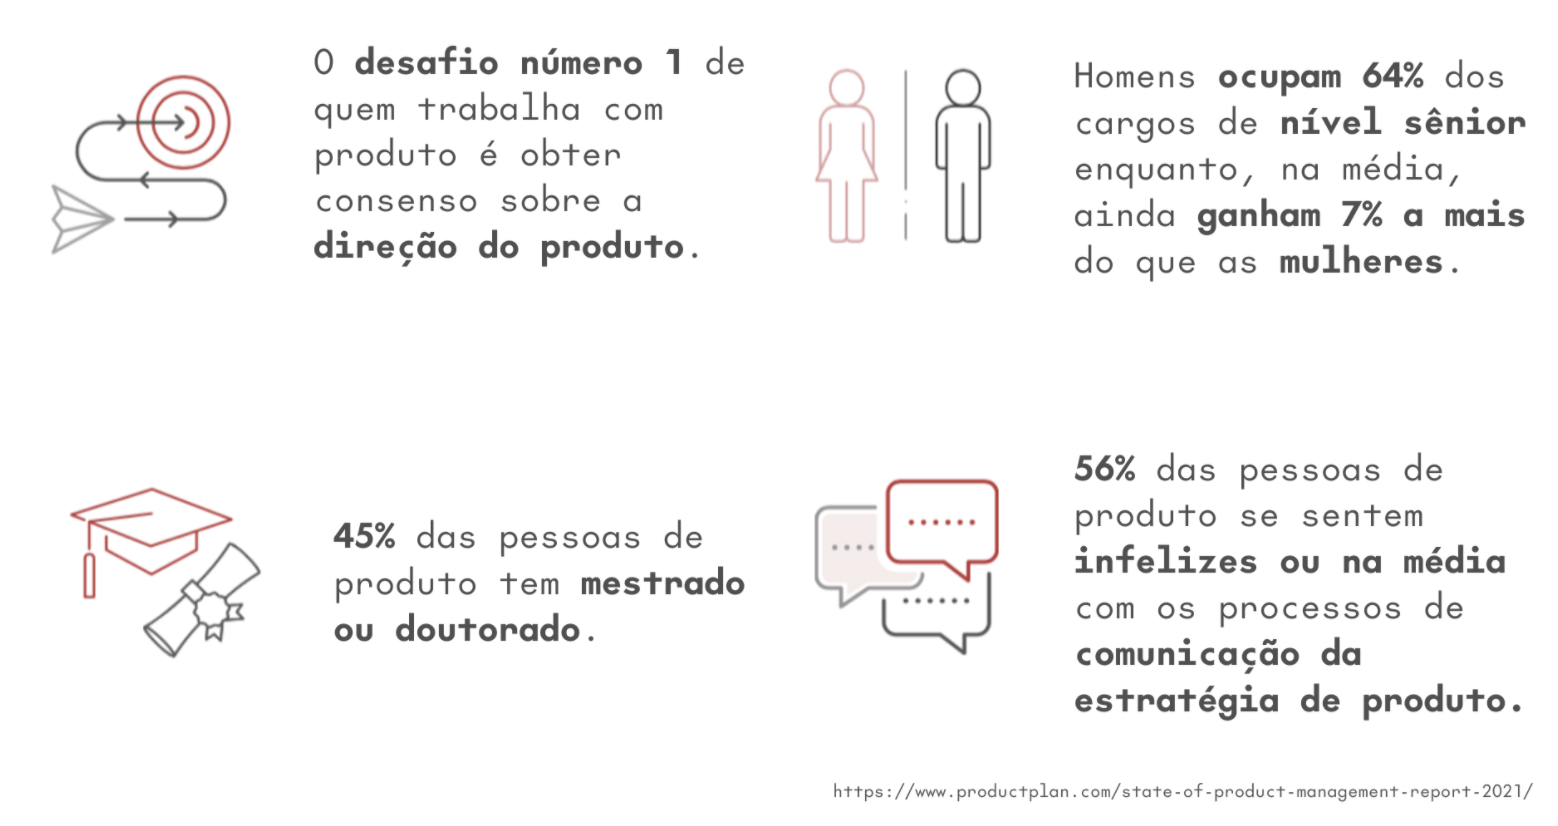 O desafio número 1 de
quem trabalha com
produto é obter
consenso sobre a
direção do produto.
Homens ocupam 64% dos
cargos de nível sênior
enquanto, na média,
ainda ganham 7% a mais
do que as mulheres.
45% das pessoas de
produto tem mestrado
ou doutorado.
56% das pessoas de
produto se sentem
infelizes ou na média
com os processos de
comunicação da
estratégia de produto.
https://www.productplan.com/state-of-product-management-report-2021/